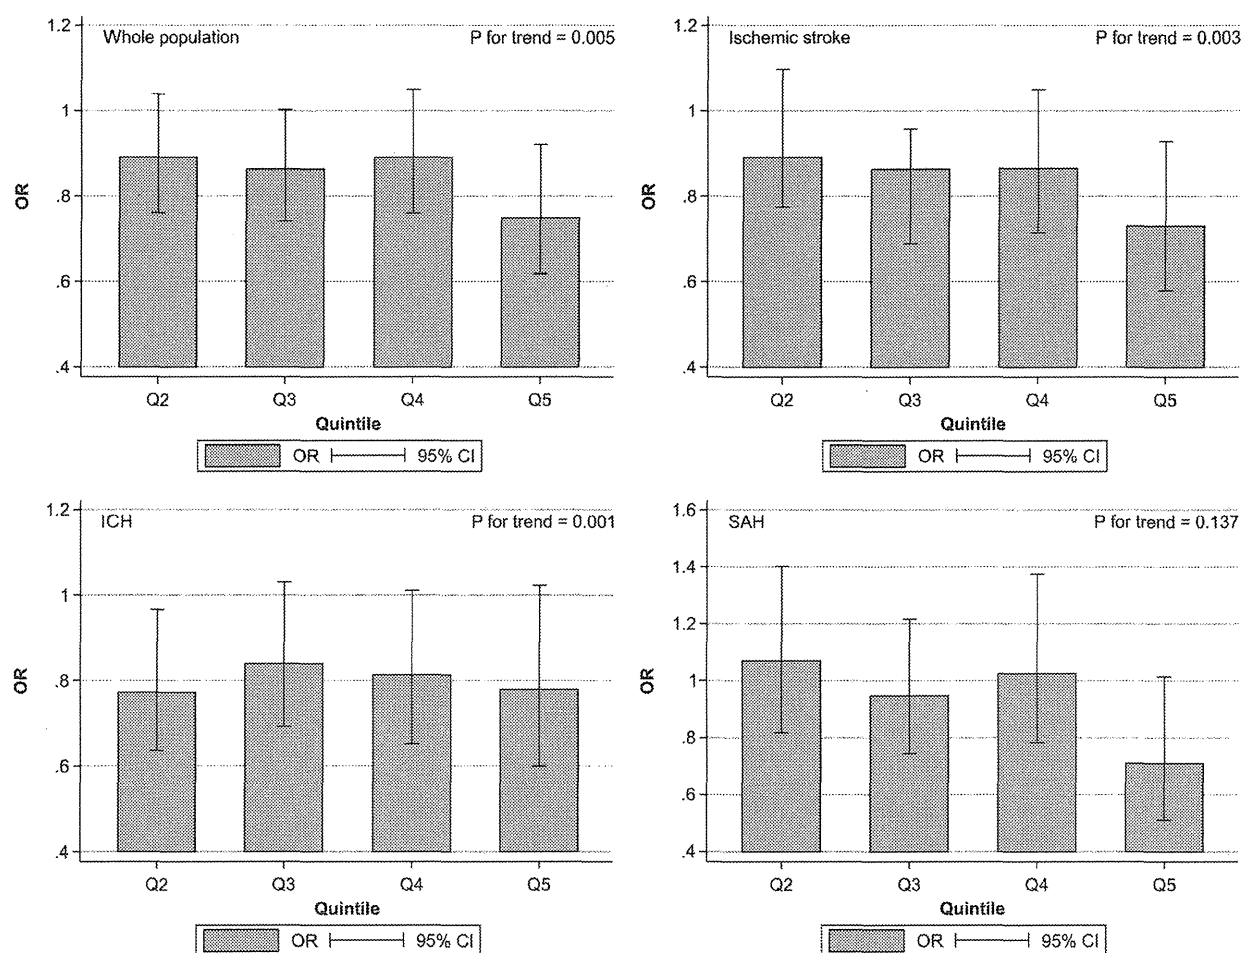 Whole population P for trend = 0.005
1.2
1
.8
.6
.4
OR
Q2 Q3 Q4 Q5
Quintile
OR 95% CI
Ischemic stroke P for trend = 0.003
1.2
1
.8
.6
.4
OR
Q2 Q3 Q4 Q5
Quintile
OR 95% CI
ICH P for trend = 0.001
1.2
1
.8
.6
.4
OR
Q2 Q3 Q4 Q5
Quintile
OR 95% CI
SAH P for trend = 0.137
1.6
1.4
1.2
1
.8
.6
.4
OR
Q2 Q3 Q4 Q5
Quintile
OR 95% CI